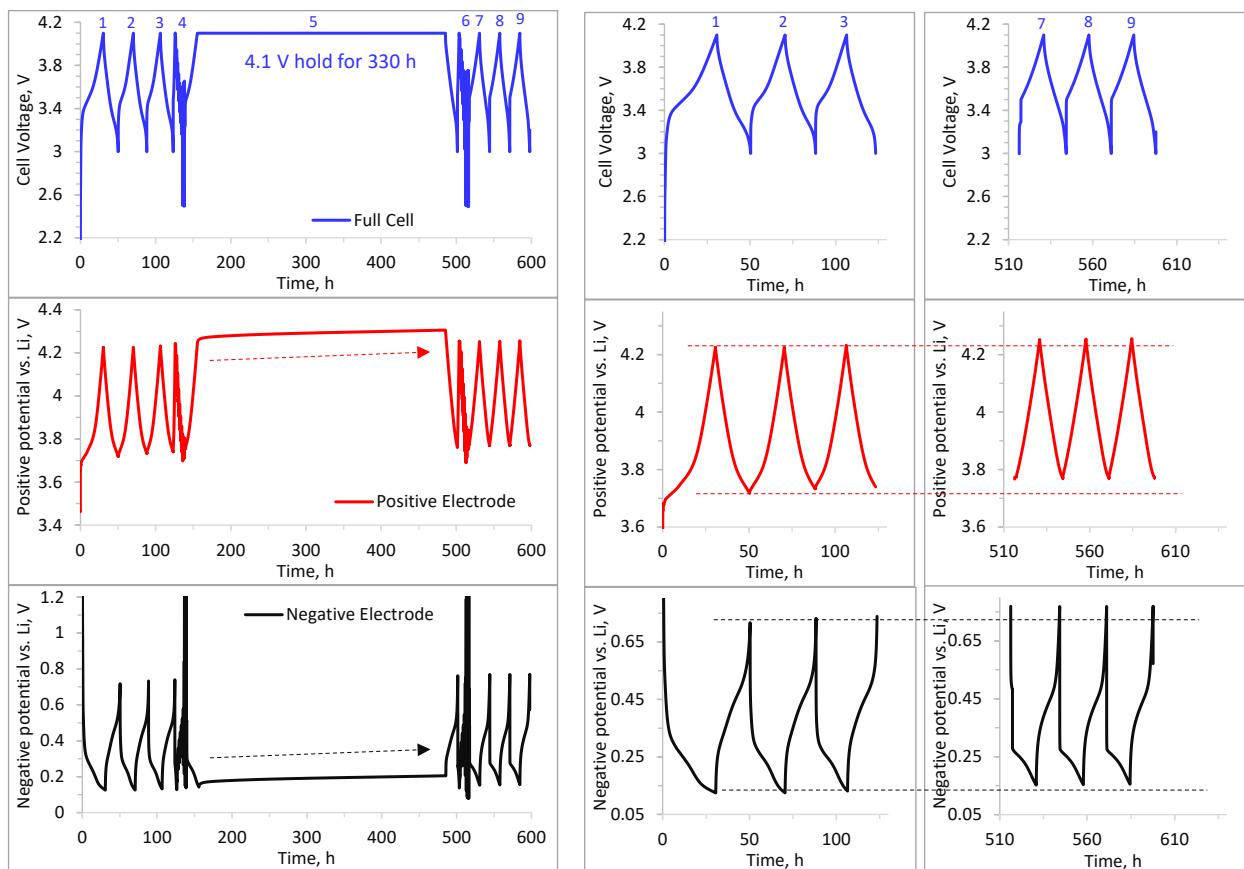 1 2 3 4 5 6 7 8 9
4.2
3.8
3.4
3
2.6
2.2
Cell Voltage, V
4.1 V hold for 330 h
Full Cell
0 100 200 300 400 500 600
Time, h
1 2 3
4.2
3.8
3.4
3
2.6
2.2
Cell Voltage, V
0 50 100
Time, h
7 8 9
4.2
3.8
3.4
3
2.6
2.2
Cell Voltage, V
510 560 610
Time, h
4.4
4.2
4
3.8
3.6
3.4
Positive potential vs. Li, V
Positive Electrode
0 100 200 300 400 500 600
Time, h
4.2
4
3.8
3.6
Positive potential vs. Li, V
0 50 100
Time, h
4.2
4
3.8
3.6
Positive potential vs. Li, V
510 560 610
Time, h
1.2
1
0.8
0.6
0.4
0.2
0
Negative potential vs. Li, V
Negative Electrode
0 100 200 300 400 500 600
Time, h
0.65
0.45
0.25
0.05
Negative potential vs. Li, V
0 50 100
Time, h
0.65
0.45
0.25
0.05
Negative potential vs. Li, V
510 560 610
Time, h